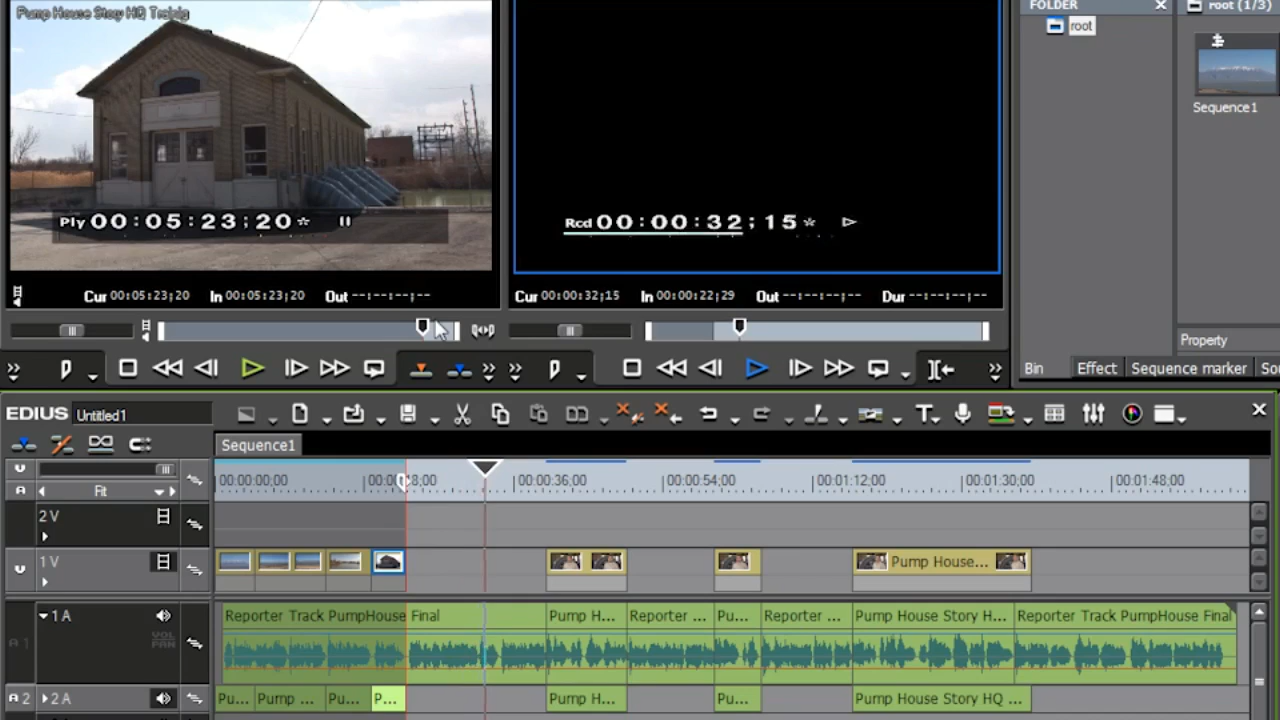 Pump House Stoy HQ Trainig
FOLDER
root (1/3)
root
Sequence1
Ply 00:05:23;20*
Rcd 00:00:32;15*
Cur 00:05:23;20 In 00:05:23;20 Out --:--:--;--
Cur 00:00:32;15 In 00:00:22;29 Out --:--:--;-- Dur --:--:--;--
Property
Bin Effect Sequence marker
EDIUS Untitled1
Sequence1
Fit
00:00:00;00 00:00:36;00 00:00:54;00 00:01:12;00 00:01:30;00 00:01:48;00
2 V
1 V
Pump House...
1 A
VOL
PAN
A 1
Reporter Track PumpHouse Final Pump H... Reporter ... Pu... Reporter ... Pump House Story H... Reporter Track PumpHouse Final
A 2 2 A
Pu... Pump ... Pu... P... Pump H... Pu... Pump House Story HQ ...